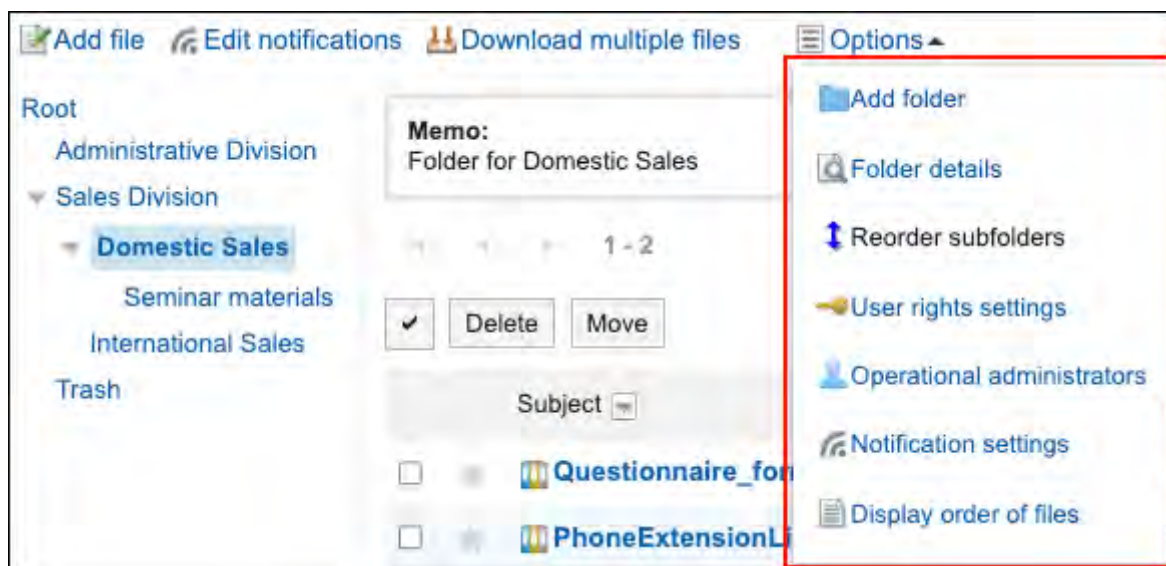 Add file Edit notifications Download multiple files Options
Root
Administrative Division
Sales Division
Domestic Sales
Seminar materials
International Sales
Trash
Memo:
Folder for Domestic Sales
1 - 2
Delete Move
Subject
Questionnaire_for
PhoneExtensionLi
Add folder
Folder details
Reorder subfolders
User rights settings
Operational administrators
Notification settings
Display order of files